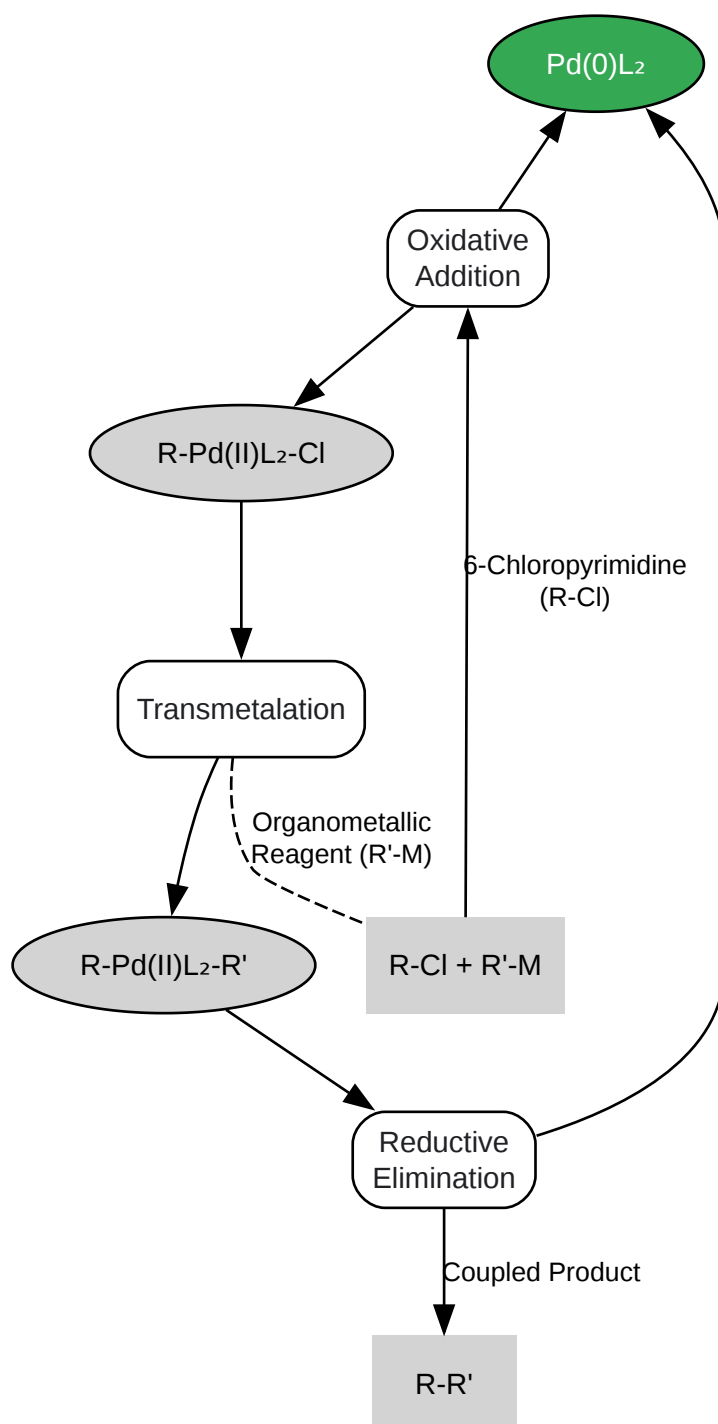 Pd(0)L₂
Oxidative
Addition
R-Pd(II)L₂-Cl
6-Chloropyrimidine
(R-Cl)
Transmetalation
Organometallic
Reagent (R'-M)
R-Pd(II)L₂-R'
R-Cl + R'-M
Reductive
Elimination
Coupled Product
R-R'